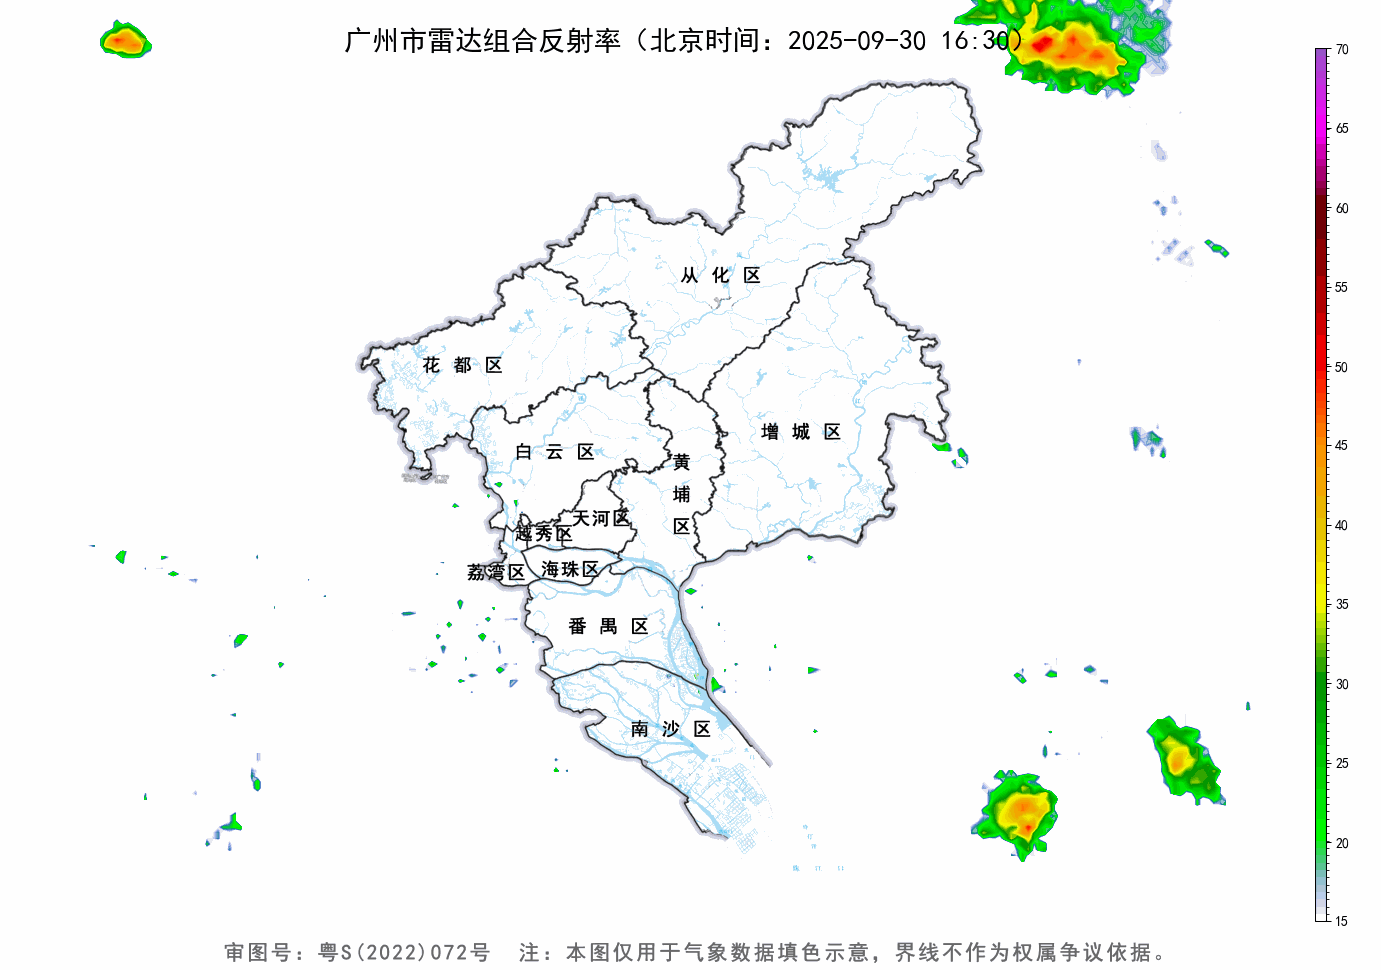 广州市雷达组合反射率（北京时间：2025-09-30 16:30）
70
65
60
55
50
45
40
35
30
25
20
15
从化区
花都区
增城区
白云区
黄埔区
天河区
越秀区
荔湾区
海珠区
番禺区
南沙区
审图号：粤S(2022)072号 注：本图仅用于气象数据填色示意，界线不作为权属争议依据。